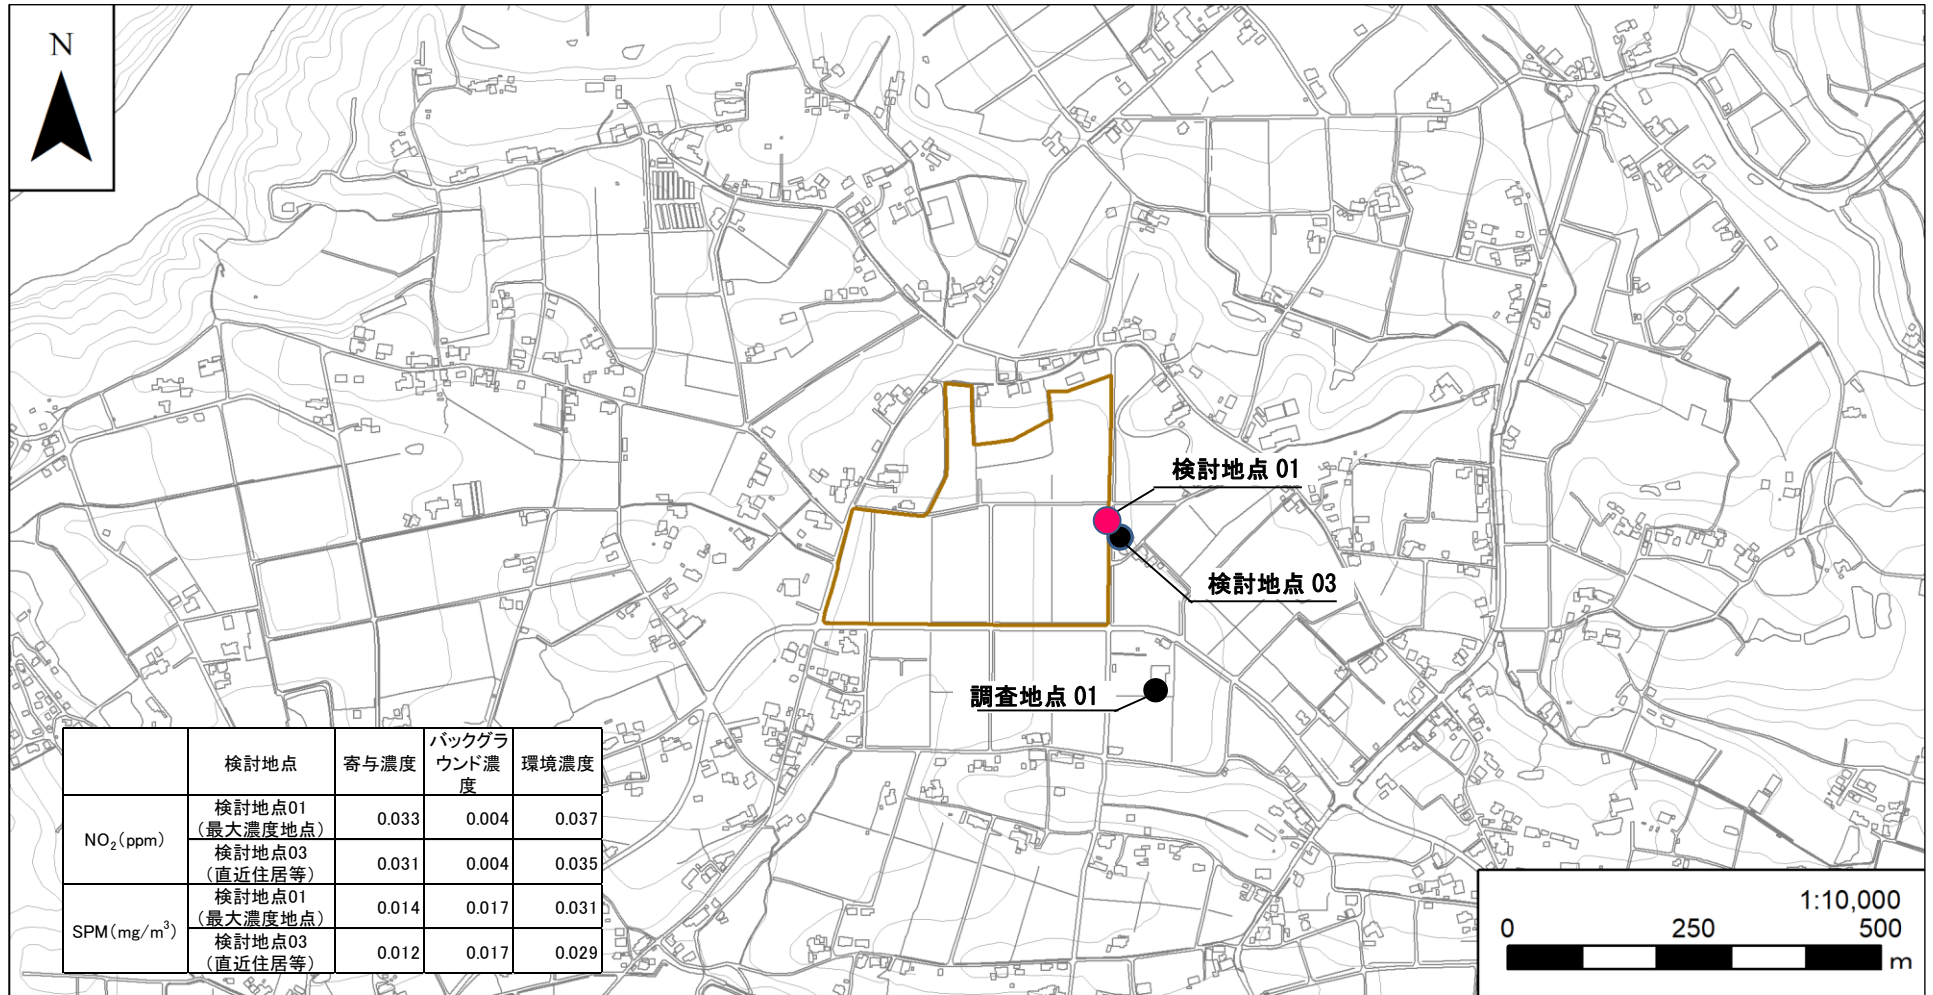 N
検討地点 01
検討地点 03
調査地点 01
検討地点 寄与濃度 バックグラウンド濃度 環境濃度
NO₂(ppm)
検討地点01
(最大濃度地点)
0.033 0.004 0.037
検討地点03
(直近住居等)
0.031 0.004 0.035
SPM(mg/m³)
検討地点01
(最大濃度地点)
0.014 0.017 0.031
検討地点03
(直近住居等)
0.012 0.017 0.029
1:10,000
0 250 500
m